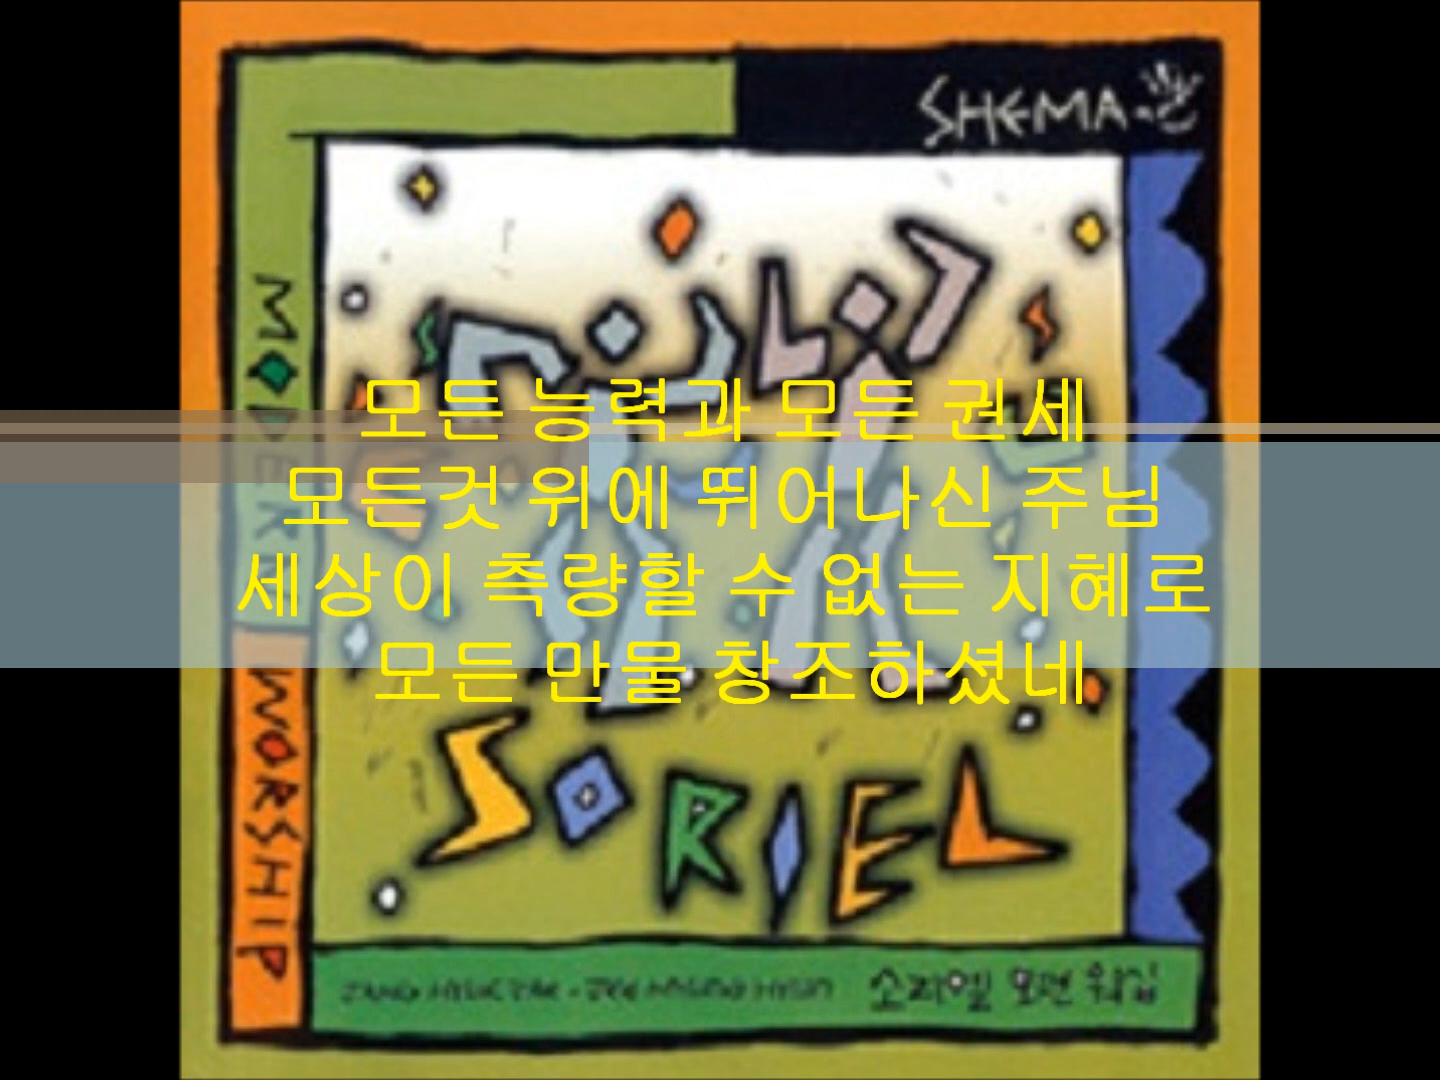 SHEMA
MODERN WORSHIP
모든 능력과 모든 권세
모든것 위에 뛰어나신 주님
세상이 측량할 수 없는 지혜로
모든 만물 창조하셨네
SORIEL
소리엘 모던 워십